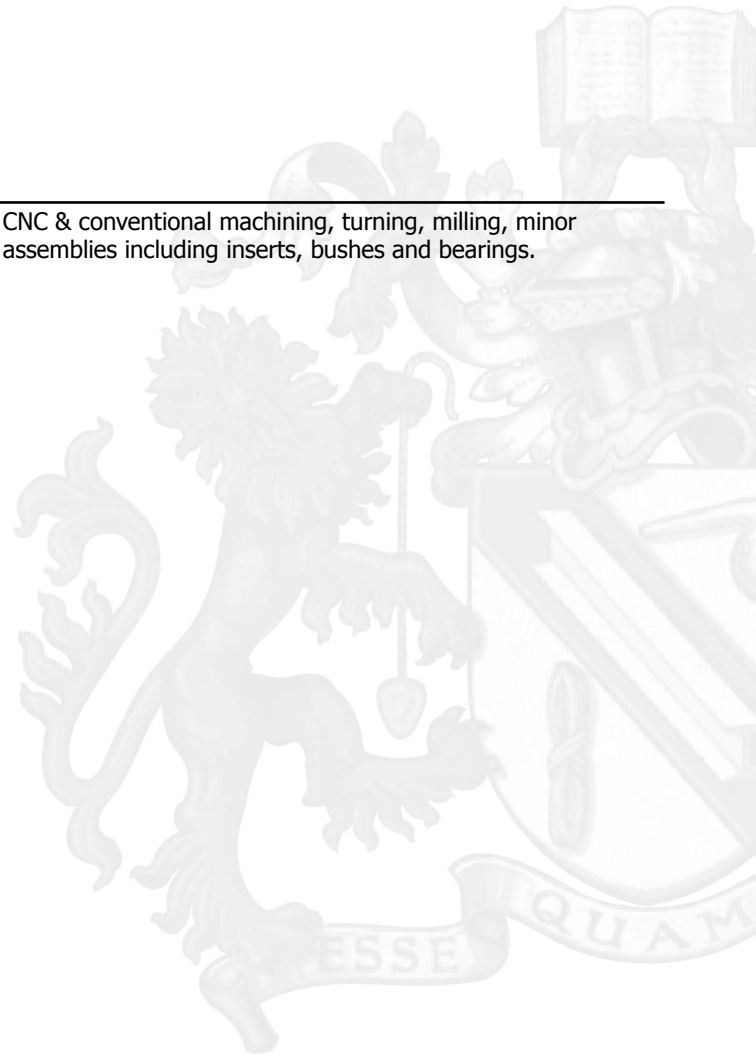 CNC & conventional machining, turning, milling, minor
assemblies including inserts, bushes and bearings.
ESSE QUAM